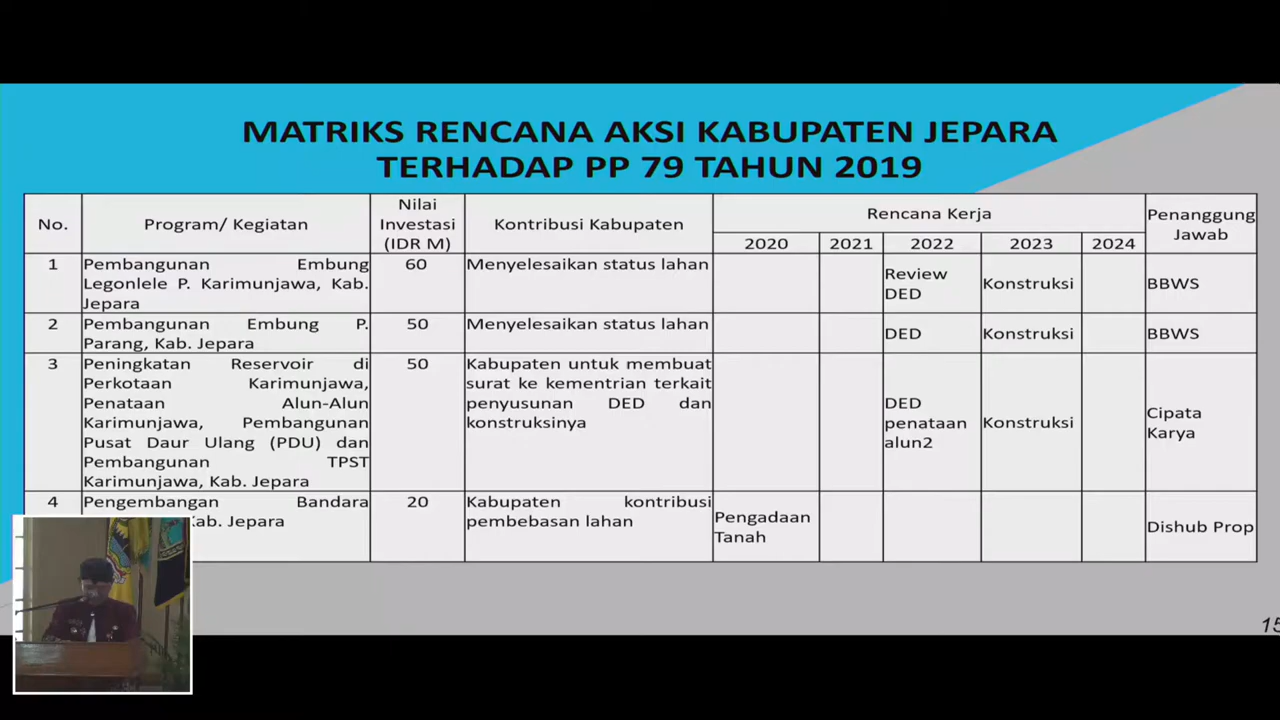 MATRIKS RENCANA AKSI KABUPATEN JEPARA
TERHADAP PP 79 TAHUN 2019
No.
Program/ Kegiatan
Nilai
Investasi
(IDR M)
Kontribusi Kabupaten
Rencana Kerja
2020
2021
2022
2023
2024
Penanggung
Jawab
1
Pembangunan Embung
Legonlele P. Karimunjawa, Kab.
Jepara
60
Menyelesaikan status lahan
Review
DED
Konstruksi
BBWS
2
Pembangunan Embung P.
Parang, Kab. Jepara
50
Menyelesaikan status lahan
DED
Konstruksi
BBWS
3
Peningkatan Reservoir di
Perkotaan Karimunjawa,
Penataan Alun-Alun
Karimunjawa, Pembangunan
Pusat Daur Ulang (PDU) dan
Pembangunan TPST
Karimunjawa, Kab. Jepara
50
Kabupaten untuk membuat
surat ke kementrian terkait
penyusunan DED dan
konstruksinya
DED
penataan
alun2
Konstruksi
Cipata
Karya
4
Pengembangan Bandara
Kab. Jepara
20
Kabupaten kontribusi
pembebasan lahan
Pengadaan
Tanah
Dishub Prop
15